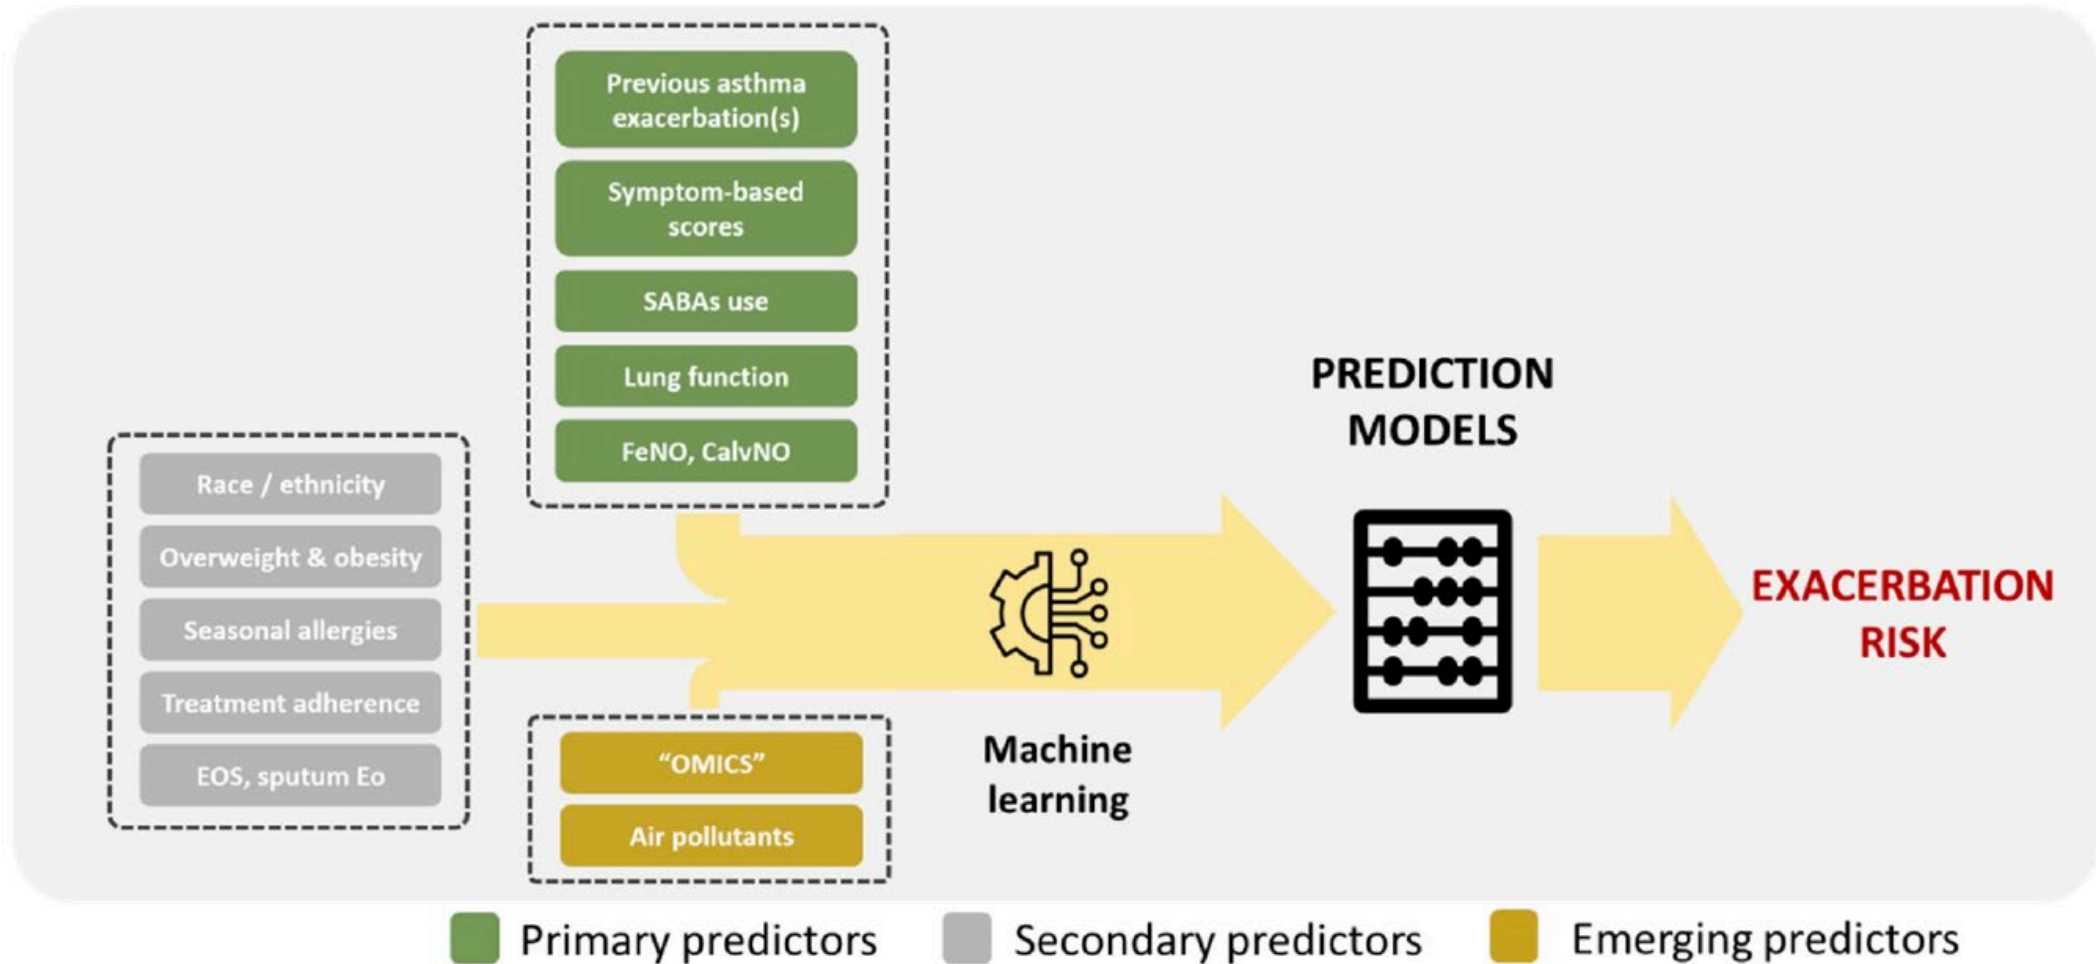 Previous asthma
exacerbation(s)
Symptom-based
scores
SABAs use
Lung function
FeNO, CalvNO
Race / ethnicity
Overweight & obesity
Seasonal allergies
Treatment adherence
EOS, sputum Eo
“OMICS”
Air pollutants
Machine
learning
PREDICTION
MODELS
EXACERBATION
RISK
Primary predictors
Secondary predictors
Emerging predictors